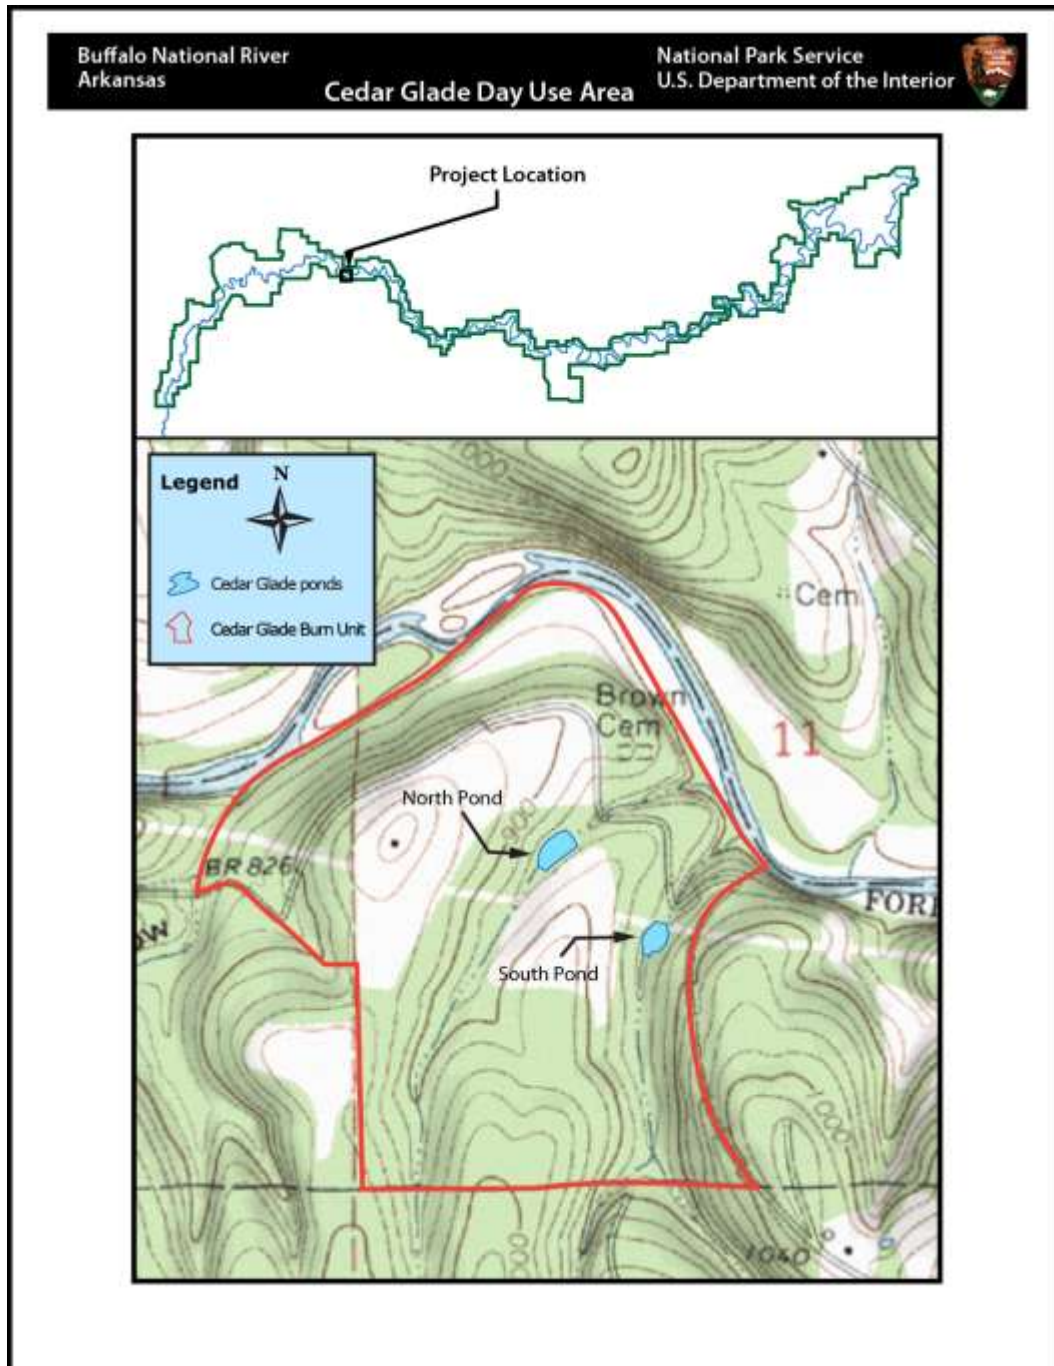 Buffalo National River
Arkansas
Cedar Glade Day Use Area
National Park Service
U.S. Department of the Interior
Project Location
Legend
N
Cedar Glade ponds
Cedar Glade Burn Unit
1000
Cem
Brown
Cem
11
North Pond
900
BR 826
FOR
OW
South Pond
1000
1040